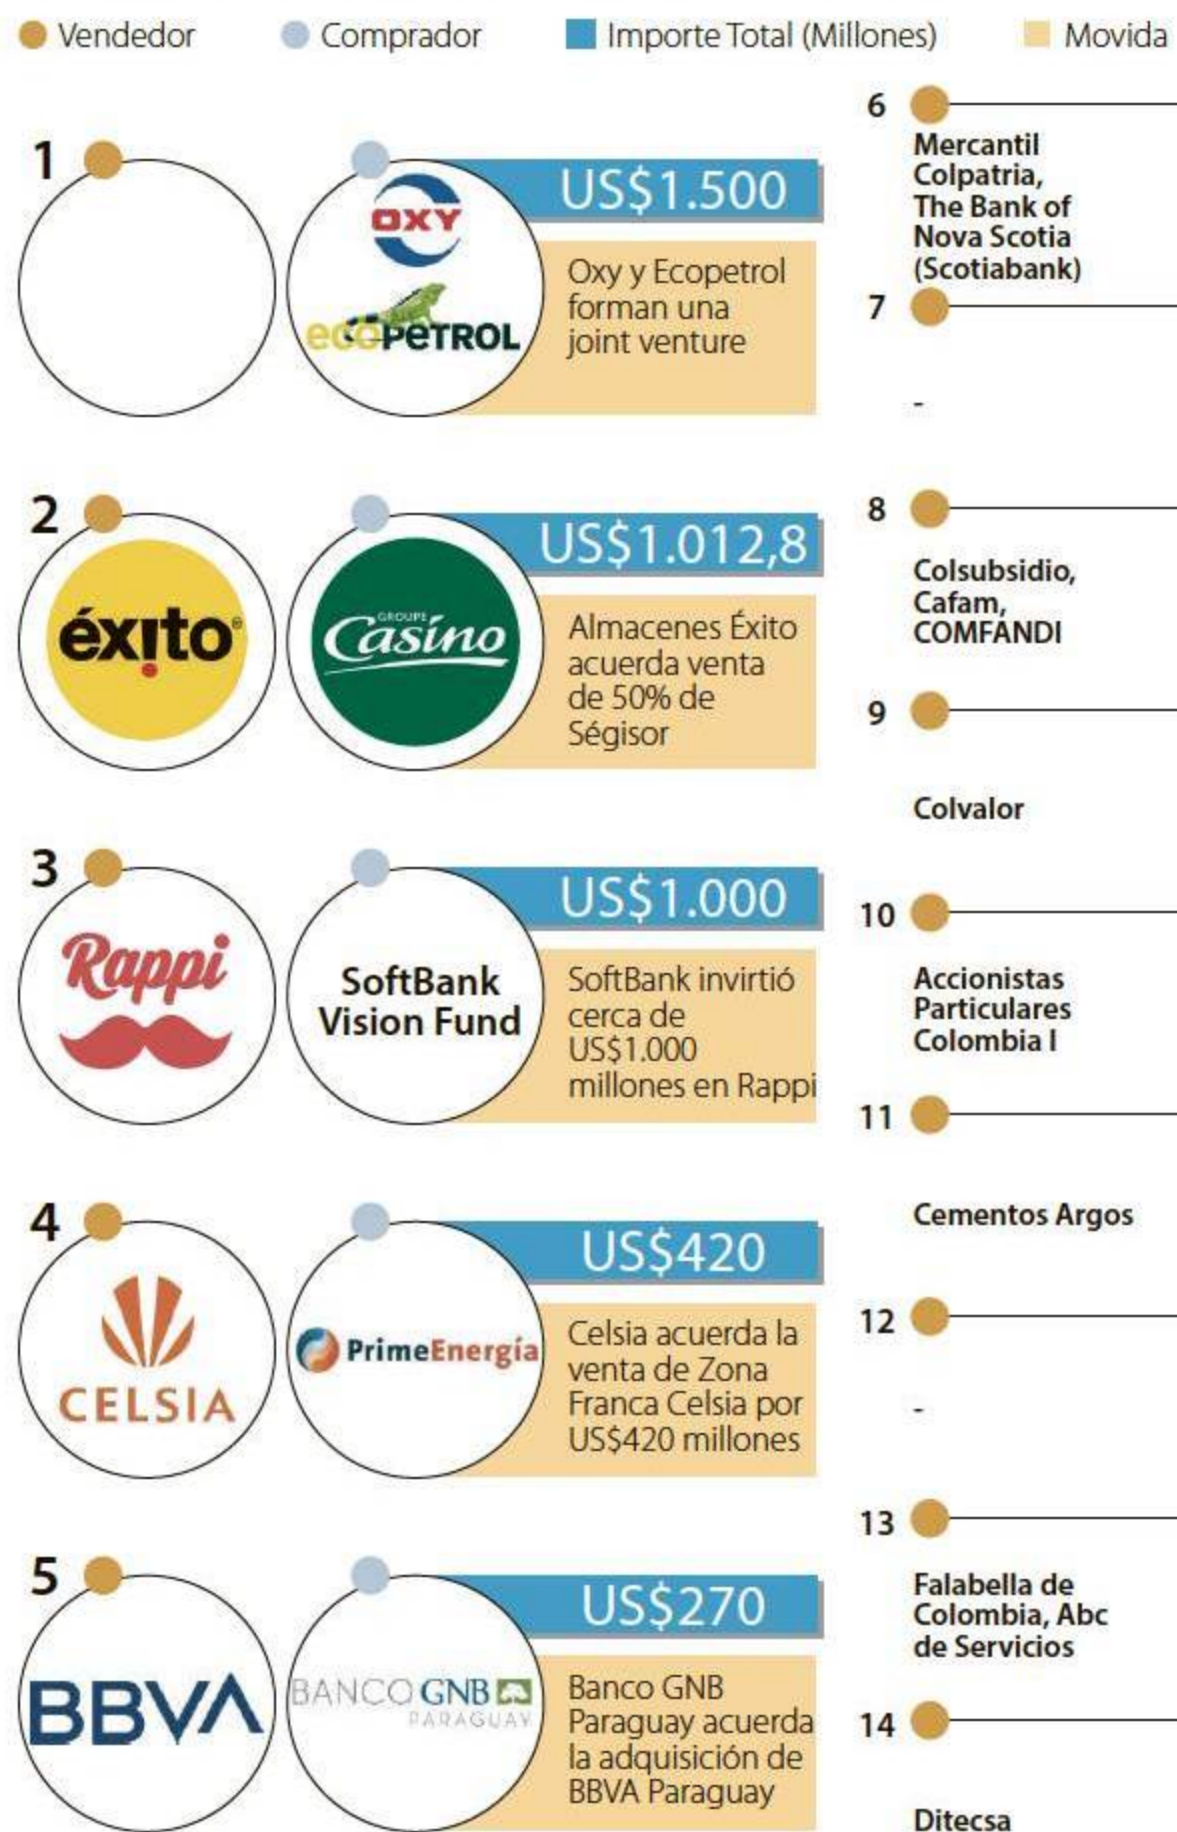 Vendedor
Comprador
Importe Total (Millones)
Movida
1
OXY
ecoPETROL
US$1.500
Oxy y Ecopetrol
forman una
joint venture
2
éxito®
GROUPE
Casino
US$1.012,8
Almacenes Éxito
acuerda venta
de 50% de
Ségisor
3
Rappi
SoftBank
Vision Fund
US$1.000
SoftBank invirtió
cerca de
US$1.000
millones en Rappi
4
CELSIA
PrimeEnergía
US$420
Celsia acuerda la
venta de Zona
Franca Celsia por
US$420 millones
5
BBVA
BANCO GNB
PARAGUAY
US$270
Banco GNB
Paraguay acuerda
la adquisición de
BBVA Paraguay
6
Mercantil
Colpatria,
The Bank of
Nova Scotia
(Scotiabank)
7
-
8
Colsubsidio,
Cafam,
COMFANDI
9
Colvalor
10
Accionistas
Particulares
Colombia I
11
Cementos Argos
12
-
13
Falabella de
Colombia, Abc
de Servicios
14
Ditecsa